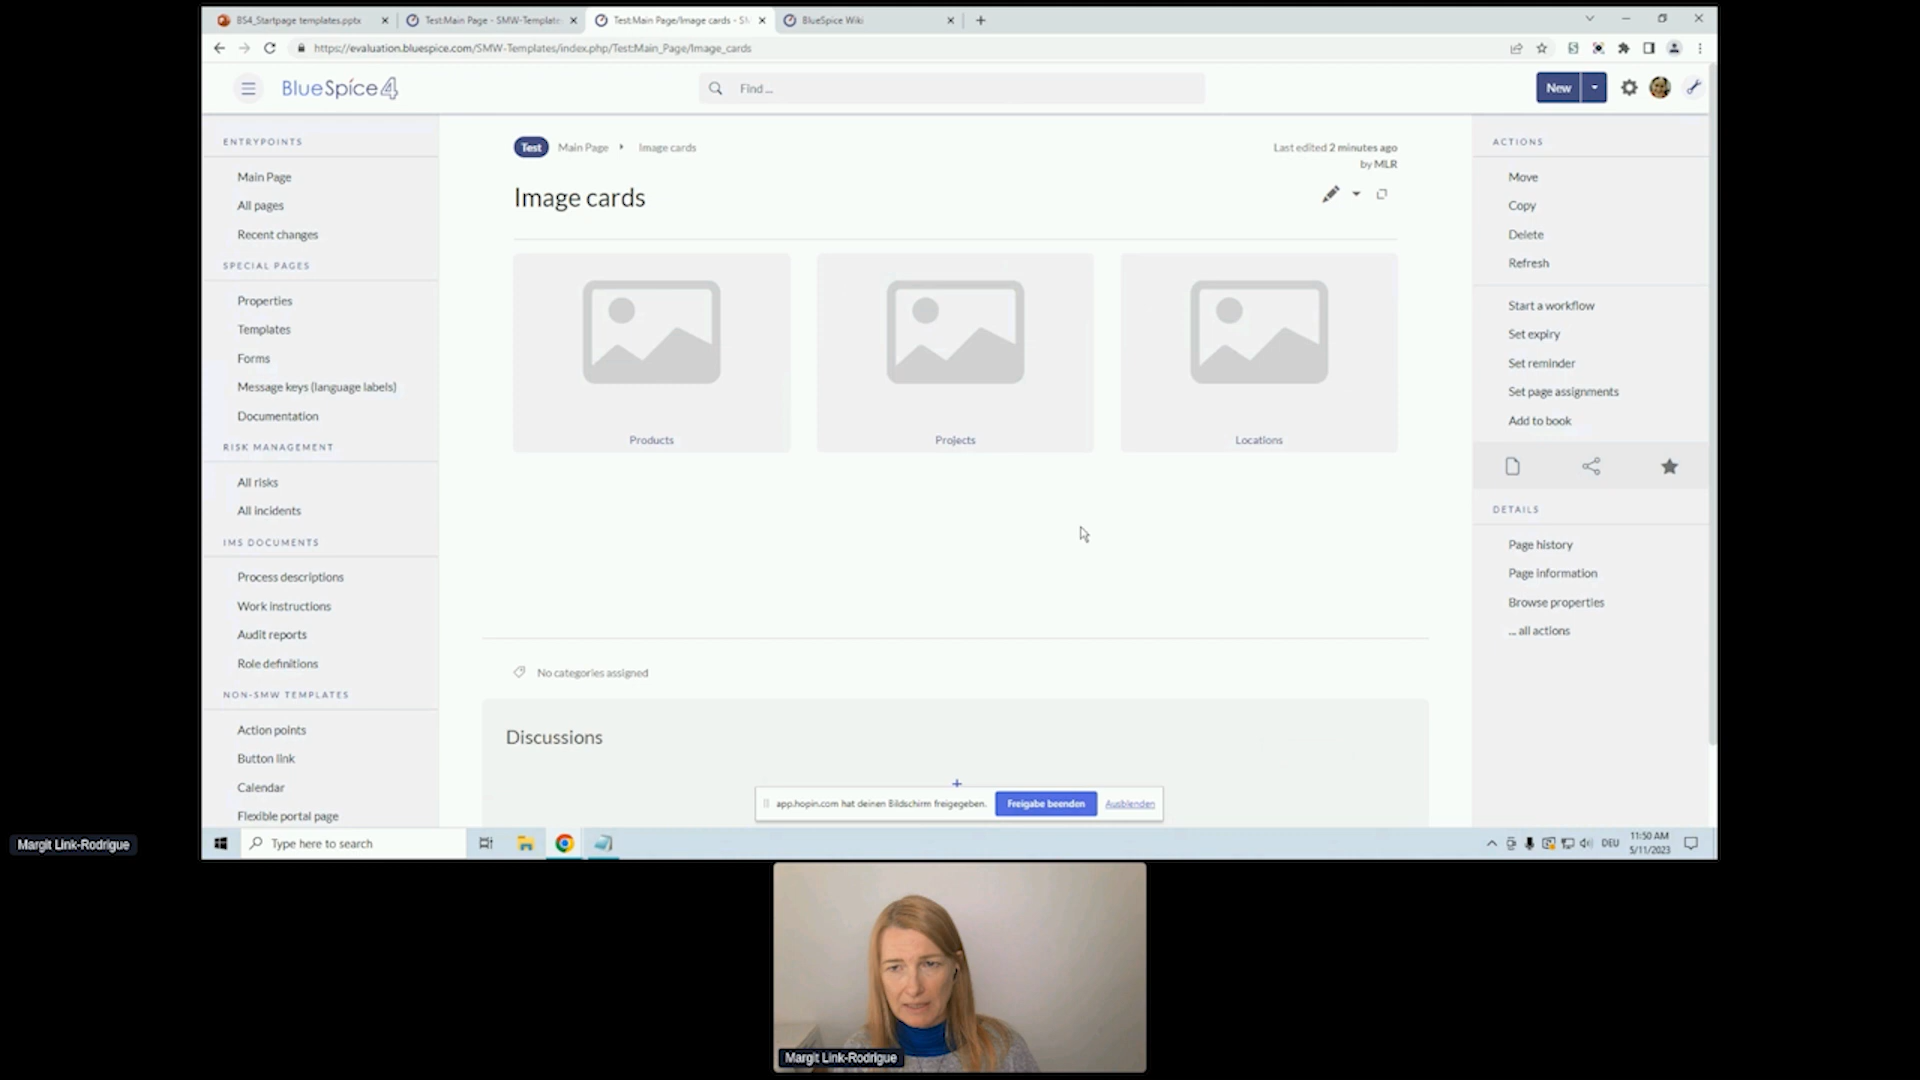 BS4_Startpage templates.pptx
Test:Main Page - SMW-Template
Test:Main Page/Image cards - SM
BlueSpice Wiki
https://evaluation.bluespice.com/SMW-Templates/index.php/Test:Main_Page/Image_cards
BlueSpice 4
Find ...
New
ENTRYPOINTS
Main Page
All pages
Recent changes
SPECIAL PAGES
Properties
Templates
Forms
Message keys (language labels)
Documentation
RISK MANAGEMENT
All risks
All incidents
IMS DOCUMENTS
Process descriptions
Work instructions
Audit reports
Role definitions
NON-SMW TEMPLATES
Action points
Button link
Calendar
Flexible portal page
Test Main Page Image cards
Last edited 2 minutes ago
by MLR
Image cards
Products
Projects
Locations
No categories assigned
Discussions
app.hopin.com hat deinen Bildschirm freigegeben.
Freigabe beenden
Ausblenden
ACTIONS
Move
Copy
Delete
Refresh
Start a workflow
Set expiry
Set reminder
Set page assignments
Add to book
DETAILS
Page history
Page information
Browse properties
... all actions
Type here to search
DEU
11:50 AM
5/11/2023
Margit Link-Rodrigue
Margit Link-Rodrigue